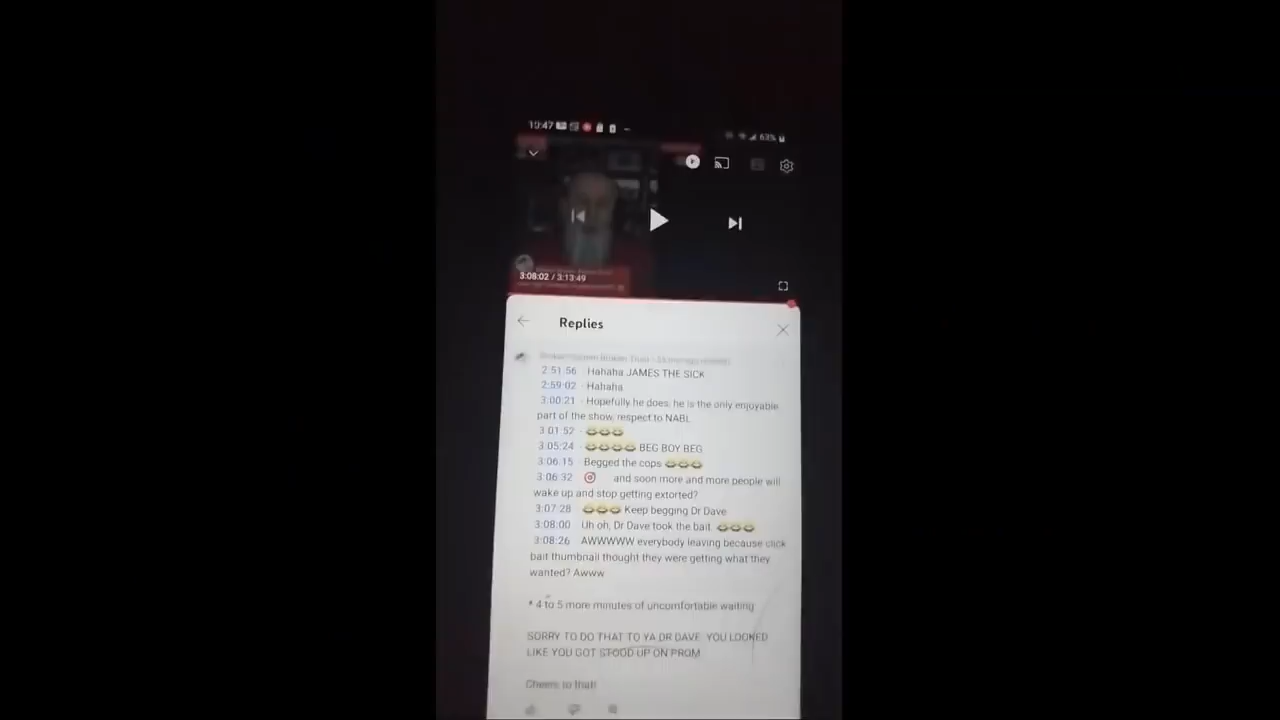 10:47
63%
3:08:02 / 3:13:49
Replies
2:51:56 - Hahaha JAMES THE SICK
2:59:02 - Hahaha
3:00:21 - Hopefully he does, he is the only enjoyable
part of the show, respect to NABL
3:01:52 - 😂😂😂
3:05:24 - 😂😂😂😂 BEG BOY BEG
3:06:15 Begged the cops 😂😂😂
3:06:32 🎯 and soon more and more people will
wake up and stop getting extorted?
3:07:28 😂😂😂 Keep begging Dr Dave
3:08:00 Uh oh, Dr Dave took the bait 😂😂😂
3:08:26 AWWWWW everybody leaving because click
bait thumbnail thought they were getting what they
wanted? Awww
* 4 to 5 more minutes of uncomfortable waiting
SORRY TO DO THAT TO YA DR DAVE. YOU LOOKED
LIKE YOU GOT STOOD UP ON PROM
Cheers to that!